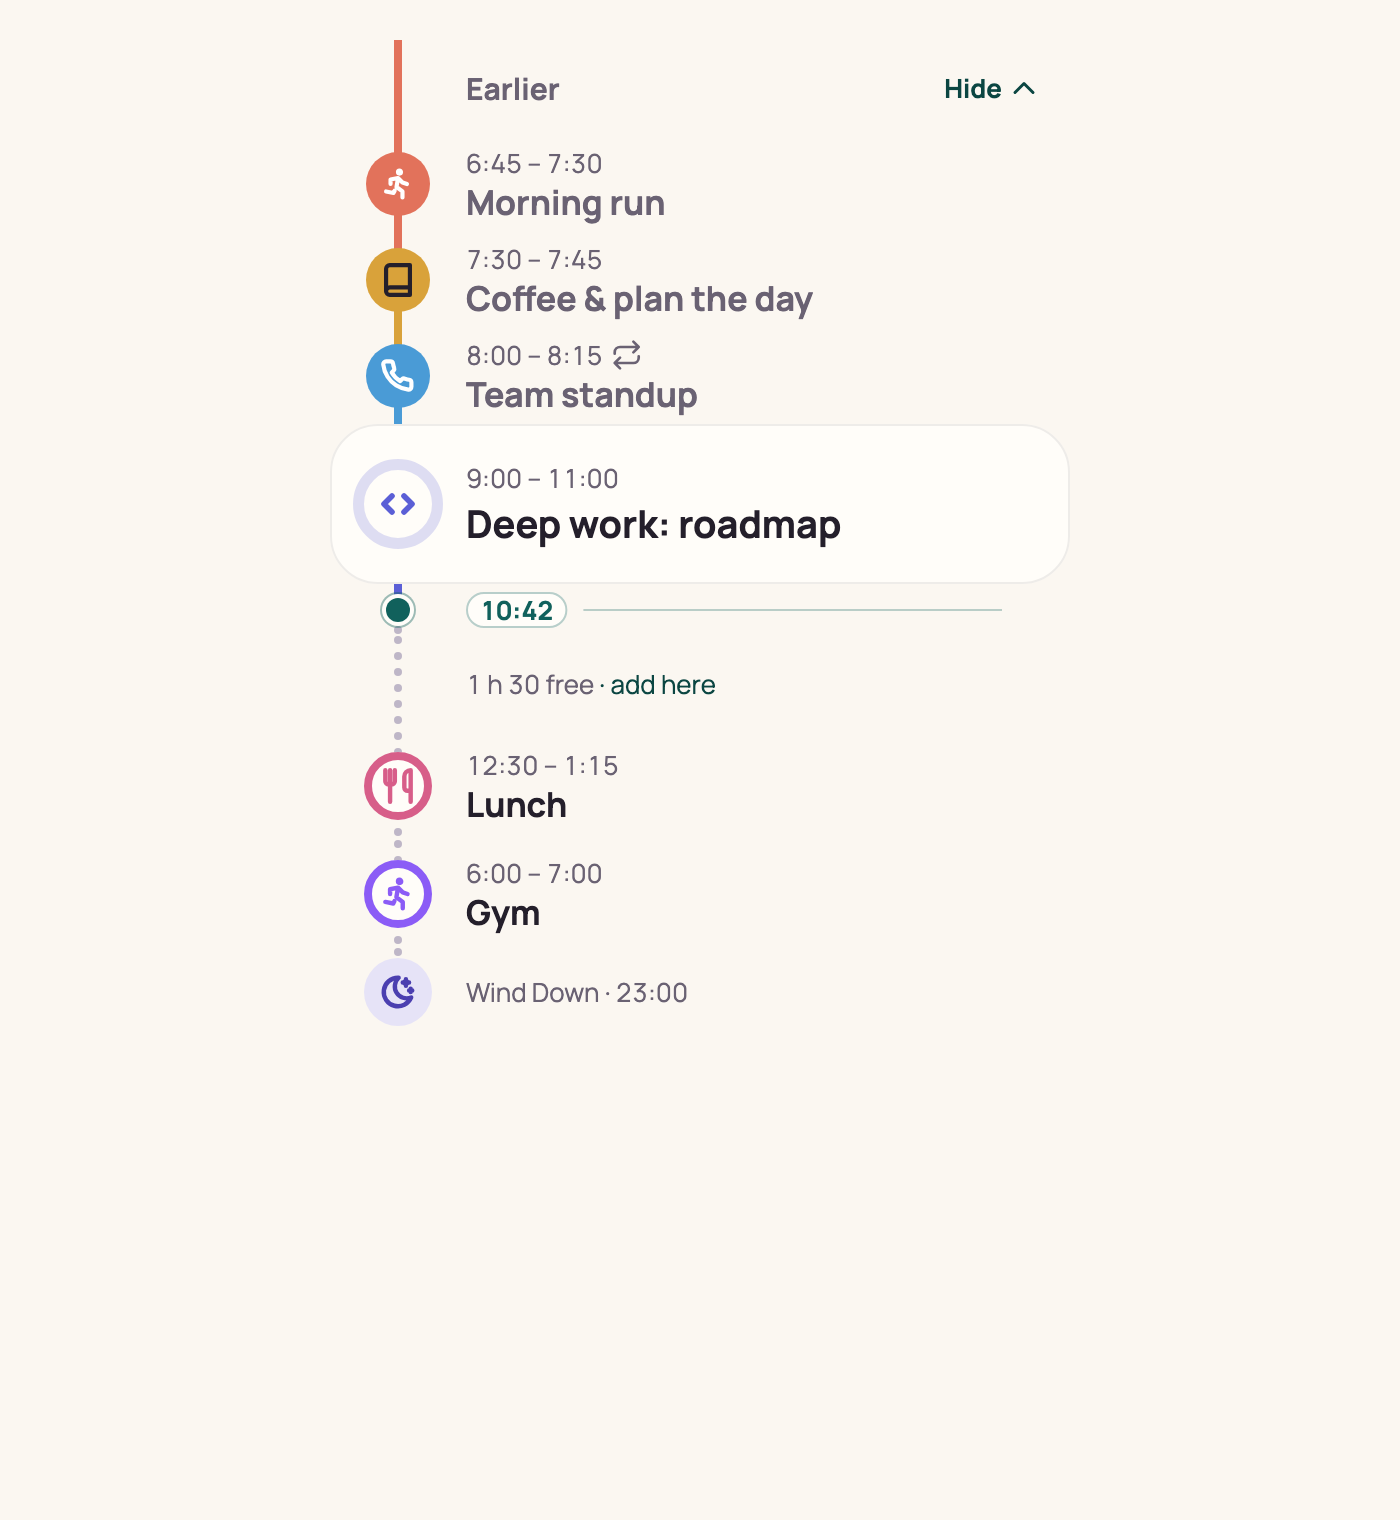 Earlier
Hide
6:45 – 7:30
Morning run
7:30 – 7:45
Coffee & plan the day
8:00 – 8:15
Team standup
9:00 – 11:00
Deep work: roadmap
10:42
1 h 30 free · add here
12:30 – 1:15
Lunch
6:00 – 7:00
Gym
Wind Down · 23:00